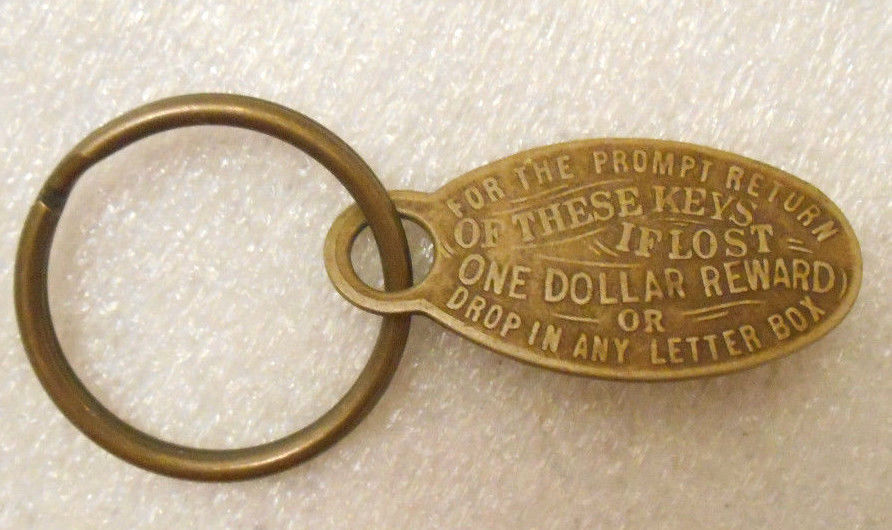 FOR THE PROMPT RETURN
OF THESE KEYS
IF LOST
ONE DOLLAR REWARD
OR
DROP IN ANY LETTER BOX